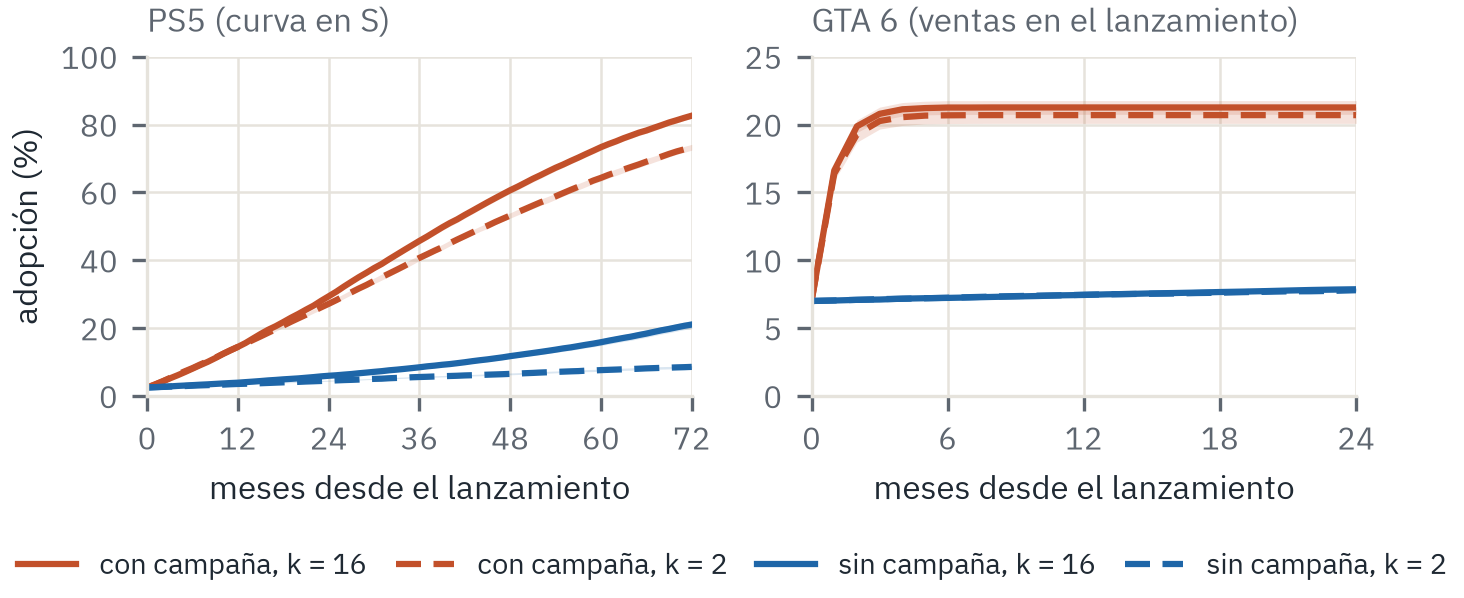 PS5 (curva en S)
GTA 6 (ventas en el lanzamiento)
adopción (%)
100
80
60
40
20
0
0 12 24 36 48 60 72
meses desde el lanzamiento
25
20
15
10
5
0
0 6 12 18 24
meses desde el lanzamiento
con campaña, k = 16
con campaña, k = 2
sin campaña, k = 16
sin campaña, k = 2